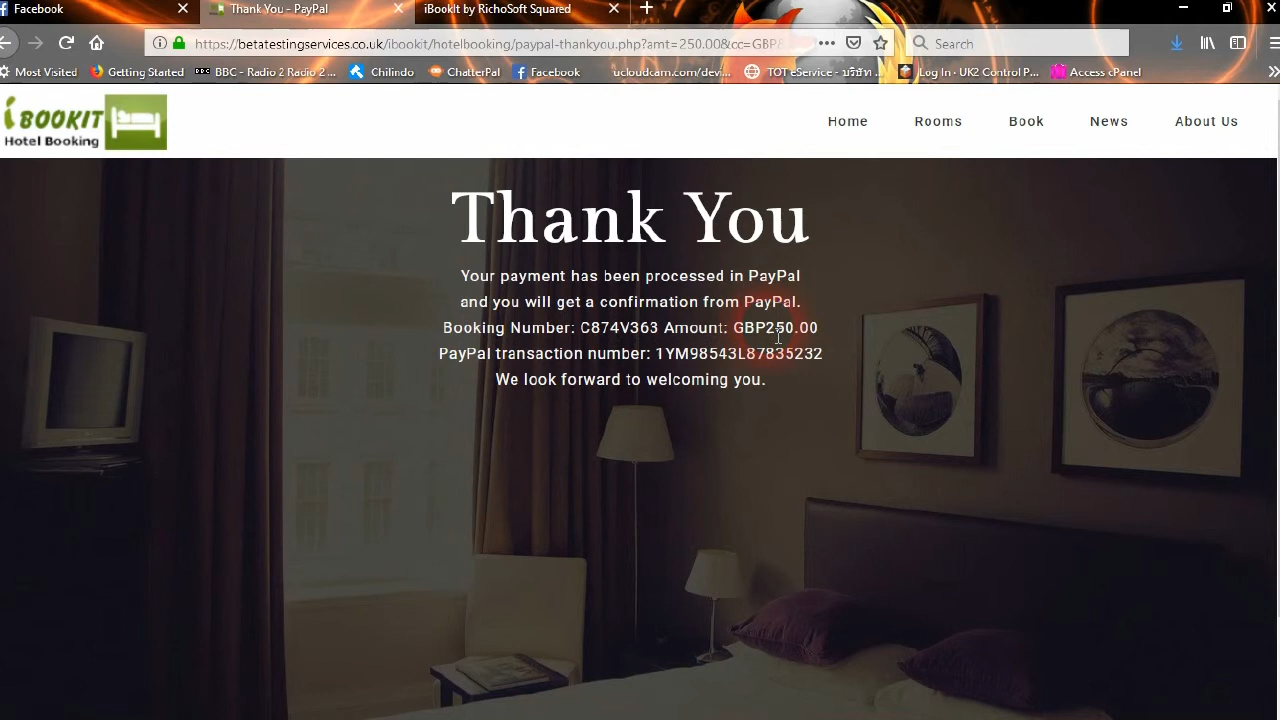 Facebook
Thank You - PayPal
iBookIt by RichoSoft Squared
https://betatestingservices.co.uk/ibookit/hotelbooking/paypal-thankyou.php?amt=250.00&cc=GBP&
Search
Most Visited
Getting Started
BBC - Radio 2 Radio 2 ...
Chilindo
ChatterPal
Facebook
ucloudcam.com/devi...
TOT eService - บริษัท ...
Log In · UK2 Control P...
Access cPanel
iBOOKIT
Hotel Booking
Home
Rooms
Book
News
About Us
Thank You
Your payment has been processed in PayPal
and you will get a confirmation from PayPal.
Booking Number: C874V363 Amount: GBP250.00
PayPal transaction number: 1YM98543L87835232
We look forward to welcoming you.